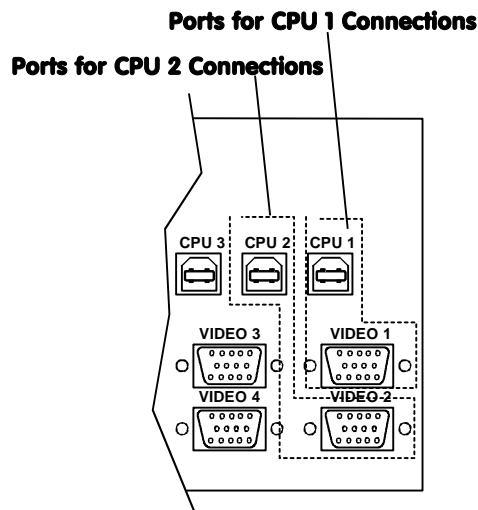 Ports for CPU 1 Connections
Ports for CPU 2 Connections
CPU 3 CPU 2 CPU 1
VIDEO 3 VIDEO 1
VIDEO 4 VIDEO 2